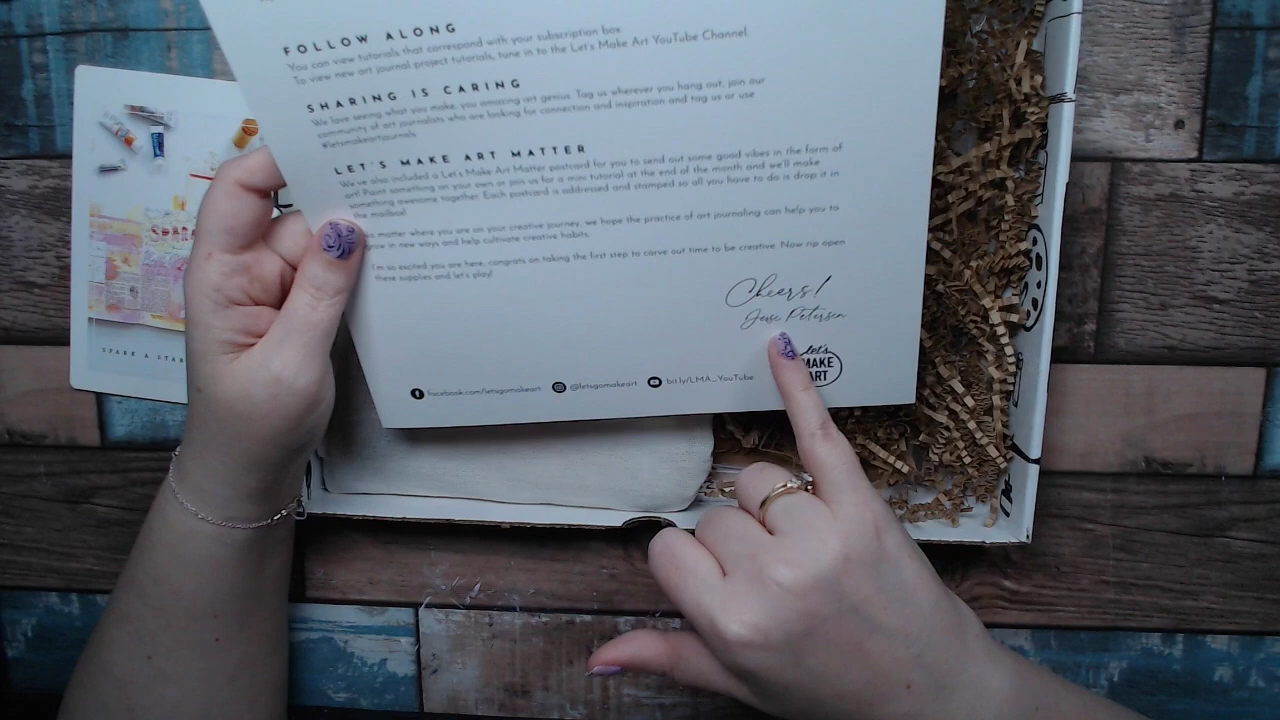 FOLLOW ALONG
You can view tutorials that correspond with your subscription box.
To view new art journal project tutorials, tune in to the Let's Make Art YouTube Channel.
SHARING IS CARING
We love seeing what you make, you amazing art genius. Tag us wherever you hang out, join our
community of art journalists who are looking for connection and inspiration and tag us or use
#letsmakeartjournals
LET'S MAKE ART MATTER
We've also included a Let's Make Art Matter postcard for you to send out some good vibes in the form of
art! Paint something on your own or join us for a mini tutorial at the end of the month and we'll make
something awesome together. Each postcard is addressed and stamped so all you have to do is drop it in
the mailbox!
matter where you are on your creative journey, we hope the practice of art journaling can help you to
in new ways and help cultivate creative habits.
I'm so excited you are here, congrats on taking the first step to carve out time to be creative. Now rip open
these supplies and let's play!
Cheers!
Petersen
facebook.com/letsgomakeart @letsgomakeart bit.ly/LMA_YouTube
let's
MAKE
ART
SPAR
SPARK A STAR